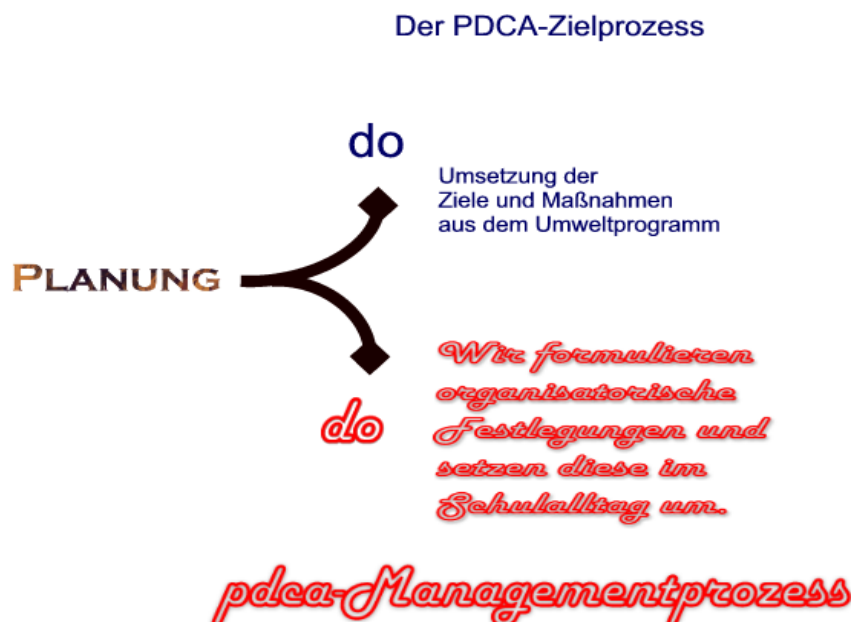 Der PDCA-Zielprozess
do
Umsetzung der
Ziele und Maßnahmen
aus dem Umweltprogramm
PLANUNG
do
Wir formulieren
organisatorische
Festlegungen und
setzen diese im
Schulalltag um.
pdca-Managementprozess